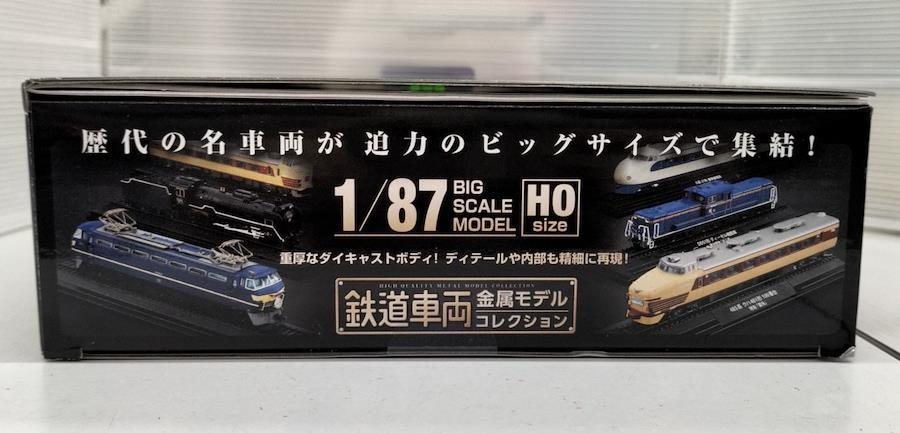 歴代の名車両が 迫力のビッグサイズで集結!
1/87 BIG SCALE MODEL HO size
重厚なダイキャストボディ! ディテールや内部も精細に再現!
HIGH QUALITY METAL MODEL COLLECTION
鉄道車両 金属モデル コレクション